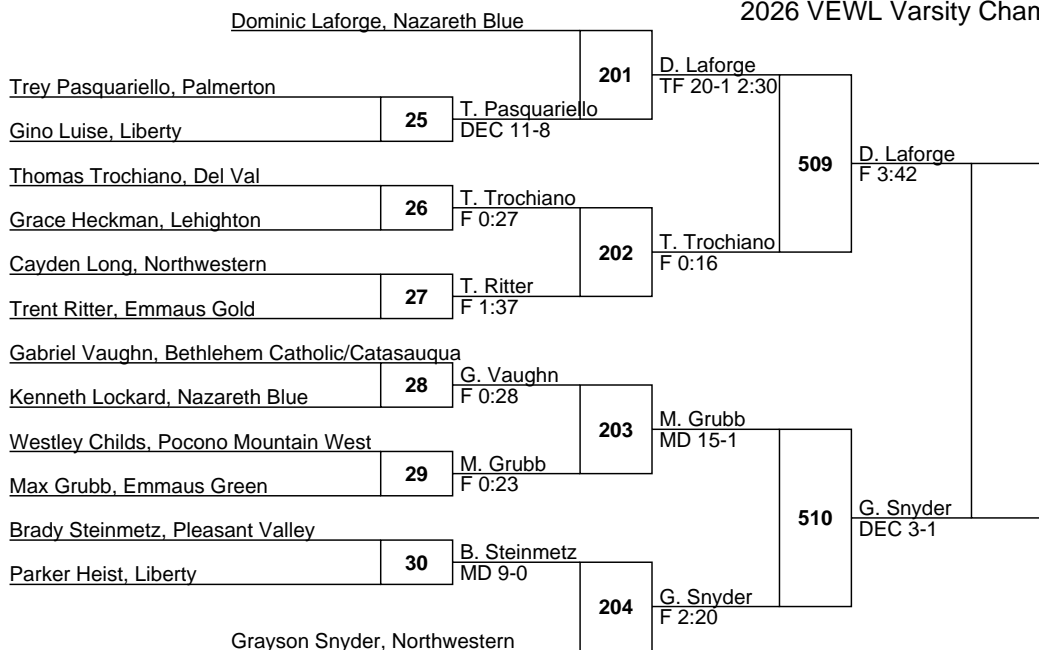 2026 VEWL Varsity Cham
Dominic Laforge, Nazareth Blue
201
D. Laforge
TF 20-1 2:30
Trey Pasquariello, Palmerton
25
T. Pasquariello
DEC 11-8
Gino Luise, Liberty
509
D. Laforge
F 3:42
Thomas Trochiano, Del Val
26
T. Trochiano
F 0:27
Grace Heckman, Lehighton
202
T. Trochiano
F 0:16
Cayden Long, Northwestern
27
T. Ritter
F 1:37
Trent Ritter, Emmaus Gold
Gabriel Vaughn, Bethlehem Catholic/Catasauqua
28
G. Vaughn
F 0:28
Kenneth Lockard, Nazareth Blue
203
M. Grubb
MD 15-1
Westley Childs, Pocono Mountain West
29
M. Grubb
F 0:23
Max Grubb, Emmaus Green
510
G. Snyder
DEC 3-1
Brady Steinmetz, Pleasant Valley
30
B. Steinmetz
MD 9-0
Parker Heist, Liberty
204
G. Snyder
F 2:20
Grayson Snyder, Northwestern